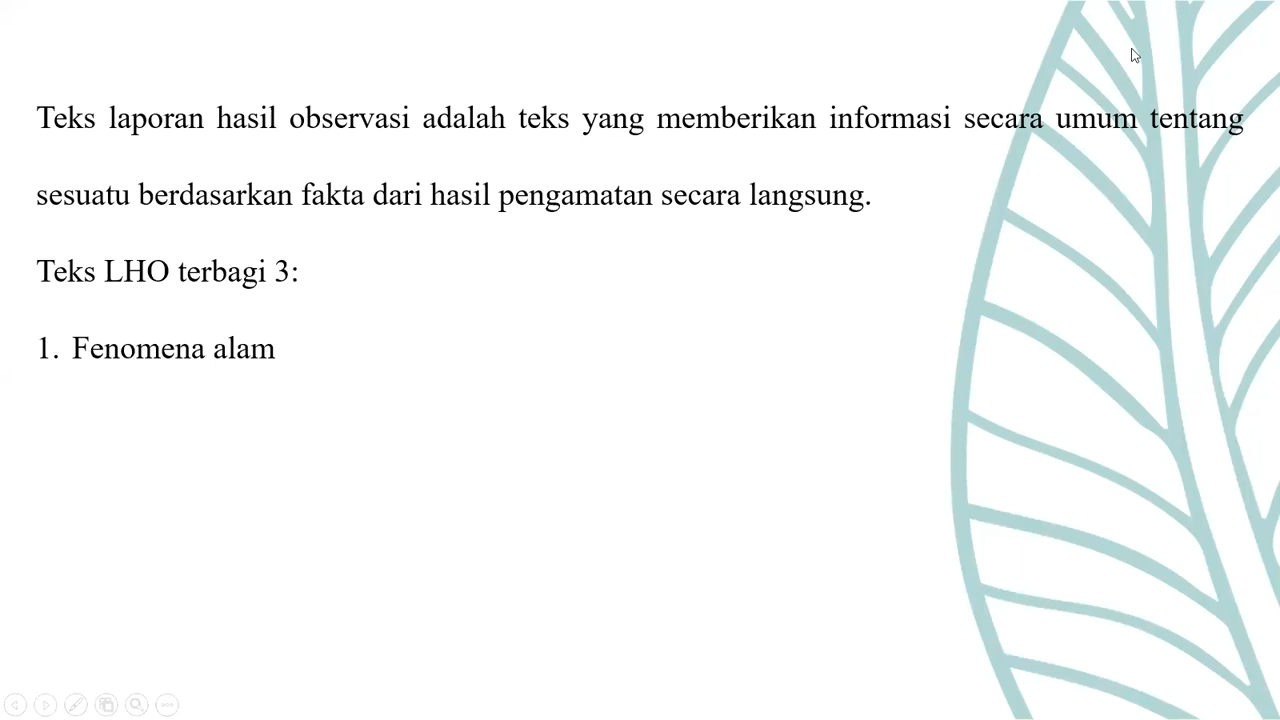 Teks laporan hasil observasi adalah teks yang memberikan informasi secara umum tentang
sesuatu berdasarkan fakta dari hasil pengamatan secara langsung.
Teks LHO terbagi 3:
1. Fenomena alam